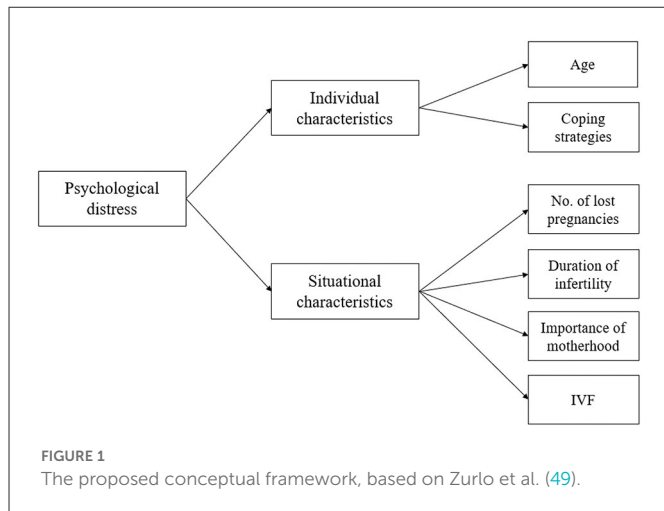 Age
Individual
characteristics
Coping
strategies
Psychological
distress
No. of lost
pregnancies
Situational
characteristics
Duration of
infertility
Importance of
motherhood
IVF
FIGURE 1
The proposed conceptual framework, based on Zurlo et al. (49).